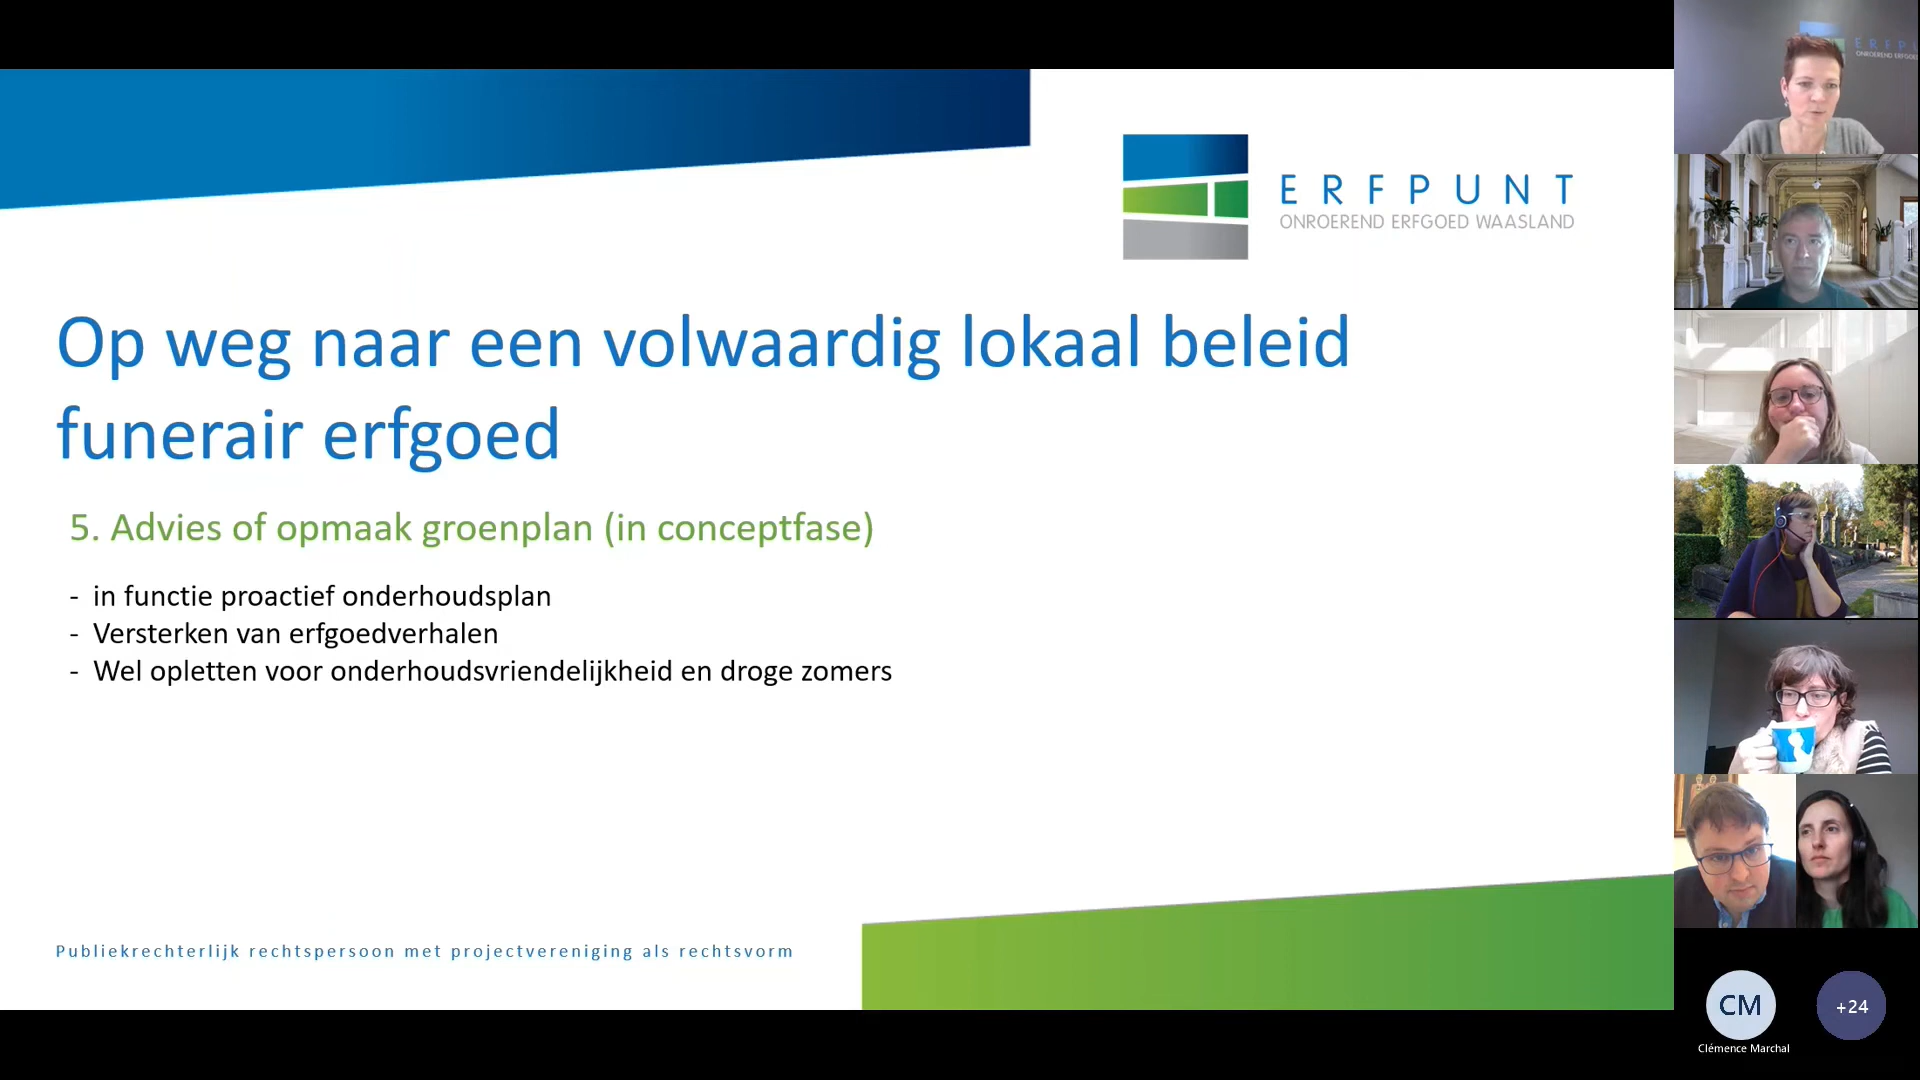 ERFPUNT
ONROEREND ERFGOED WAASLAND
Op weg naar een volwaardig lokaal beleid
funerair erfgoed
5. Advies of opmaak groenplan (in conceptfase)
- in functie proactief onderhoudsplan
- Versterken van erfgoedverhalen
- Wel opletten voor onderhoudsvriendelijkheid en droge zomers
Publiekrechterlijk rechtspersoon met projectvereniging als rechtsvorm
CM
+24
Clémence Marchal